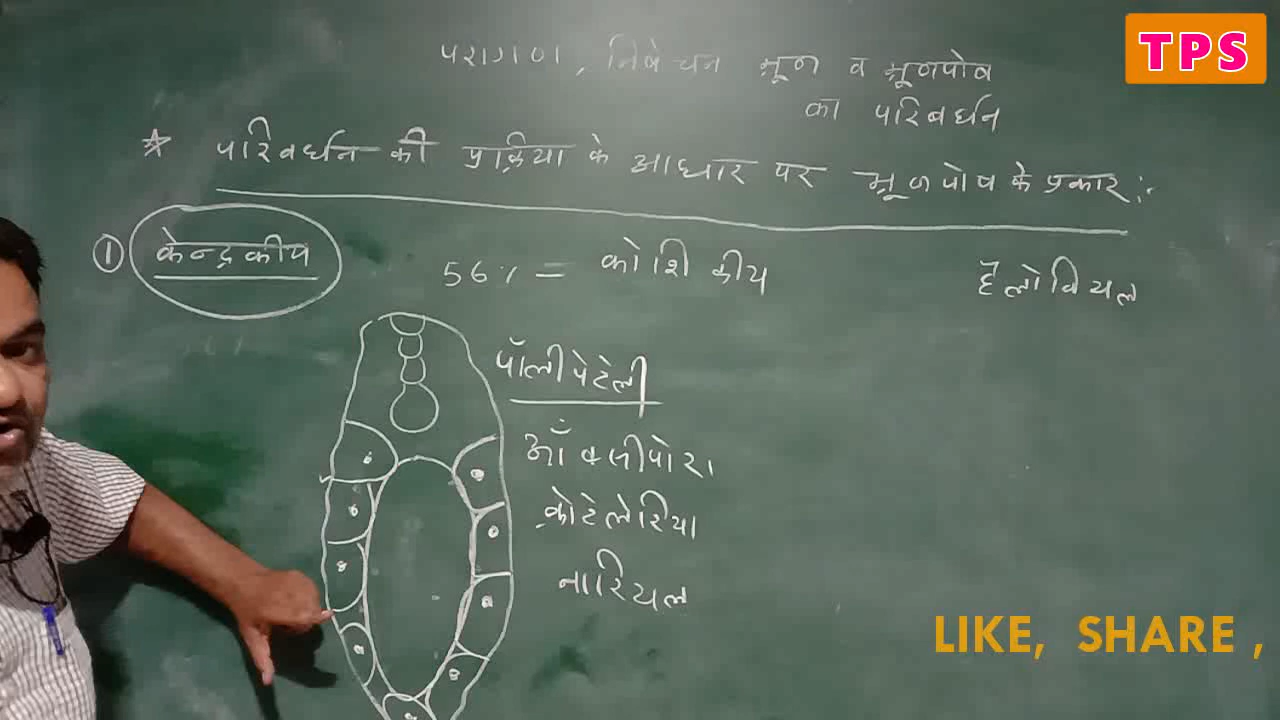 TPS
परागण, निषेचन भ्रूण व भ्रूणपोष
का परिवर्धन
* परिवर्धन की प्रक्रिया के आधार पर भ्रूणपोष के प्रकार :-
① केन्द्रकीय 56% = कोशिकीय हैलोवियल
पॉलीपेटेली
आँक्लीपोरा
क्रोटेलेरिया
नारियल
LIKE, SHARE ,